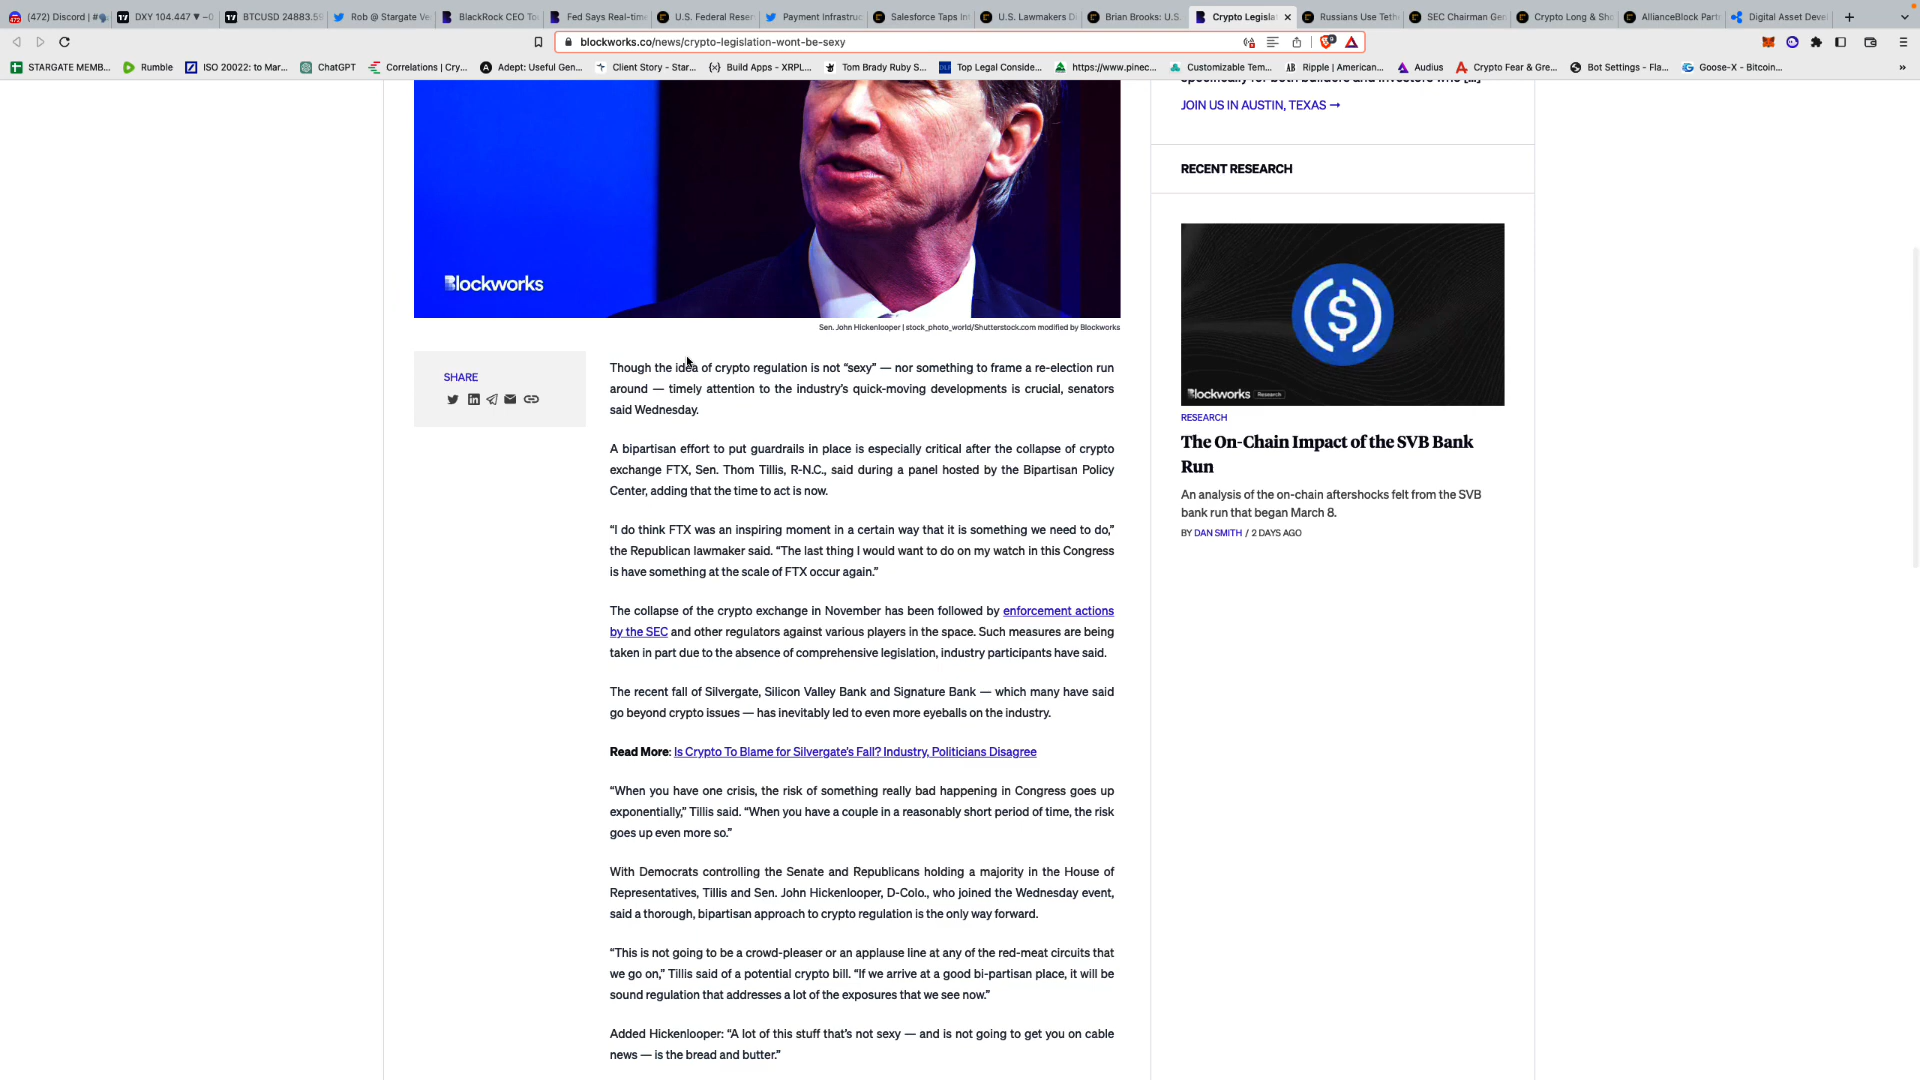 (472) Discord | #
DXY 104.447 ▼ −0
BTCUSD 24883.5
Rob @ Stargate Ve
BlackRock CEO To
Fed Says Real-time
U.S. Federal Reser
Payment Infrastruc
Salesforce Taps In
U.S. Lawmakers D
Brian Brooks: U.S.
Crypto Legisla
Russians Use Teth
SEC Chairman Gen
Crypto Long & Sho
AllianceBlock Part
Digital Asset Deve
blockworks.co/news/crypto-legislation-wont-be-sexy
STARGATE MEMB...
Rumble
ISO 20022: to Mar...
ChatGPT
Correlations | Cry...
Adept: Useful Gen...
Client Story - Star...
Build Apps - XRPL...
Tom Brady Ruby S...
Top Legal Conside...
https://www.pinec...
Customizable Tem...
Ripple | American...
Audius
Crypto Fear & Gre...
Bot Settings - Fla...
Goose-X - Bitcoin...
Blockworks
Sen. John Hickenlooper | stock_photo_world/Shutterstock.com modified by Blockworks
SHARE
Though the idea of crypto regulation is not “sexy” — nor something to frame a re-election run
around — timely attention to the industry’s quick-moving developments is crucial, senators
said Wednesday.
A bipartisan effort to put guardrails in place is especially critical after the collapse of crypto
exchange FTX, Sen. Thom Tillis, R-N.C., said during a panel hosted by the Bipartisan Policy
Center, adding that the time to act is now.
“I do think FTX was an inspiring moment in a certain way that it is something we need to do,”
the Republican lawmaker said. “The last thing I would want to do on my watch in this Congress
is have something at the scale of FTX occur again.”
The collapse of the crypto exchange in November has been followed by enforcement actions
by the SEC and other regulators against various players in the space. Such measures are being
taken in part due to the absence of comprehensive legislation, industry participants have said.
The recent fall of Silvergate, Silicon Valley Bank and Signature Bank — which many have said
go beyond crypto issues — has inevitably led to even more eyeballs on the industry.
Read More: Is Crypto To Blame for Silvergate’s Fall? Industry, Politicians Disagree
“When you have one crisis, the risk of something really bad happening in Congress goes up
exponentially,” Tillis said. “When you have a couple in a reasonably short period of time, the risk
goes up even more so.”
With Democrats controlling the Senate and Republicans holding a majority in the House of
Representatives, Tillis and Sen. John Hickenlooper, D-Colo., who joined the Wednesday event,
said a thorough, bipartisan approach to crypto regulation is the only way forward.
“This is not going to be a crowd-pleaser or an applause line at any of the red-meat circuits that
we go on,” Tillis said of a potential crypto bill. “If we arrive at a good bi-partisan place, it will be
sound regulation that addresses a lot of the exposures that we see now.”
Added Hickenlooper: “A lot of this stuff that’s not sexy — and is not going to get you on cable
news — is the bread and butter.”
specifically for both builders and investors who [...]
JOIN US IN AUSTIN, TEXAS →
RECENT RESEARCH
Blockworks Research
RESEARCH
The On-Chain Impact of the SVB Bank
Run
An analysis of the on-chain aftershocks felt from the SVB
bank run that began March 8.
BY DAN SMITH / 2 DAYS AGO